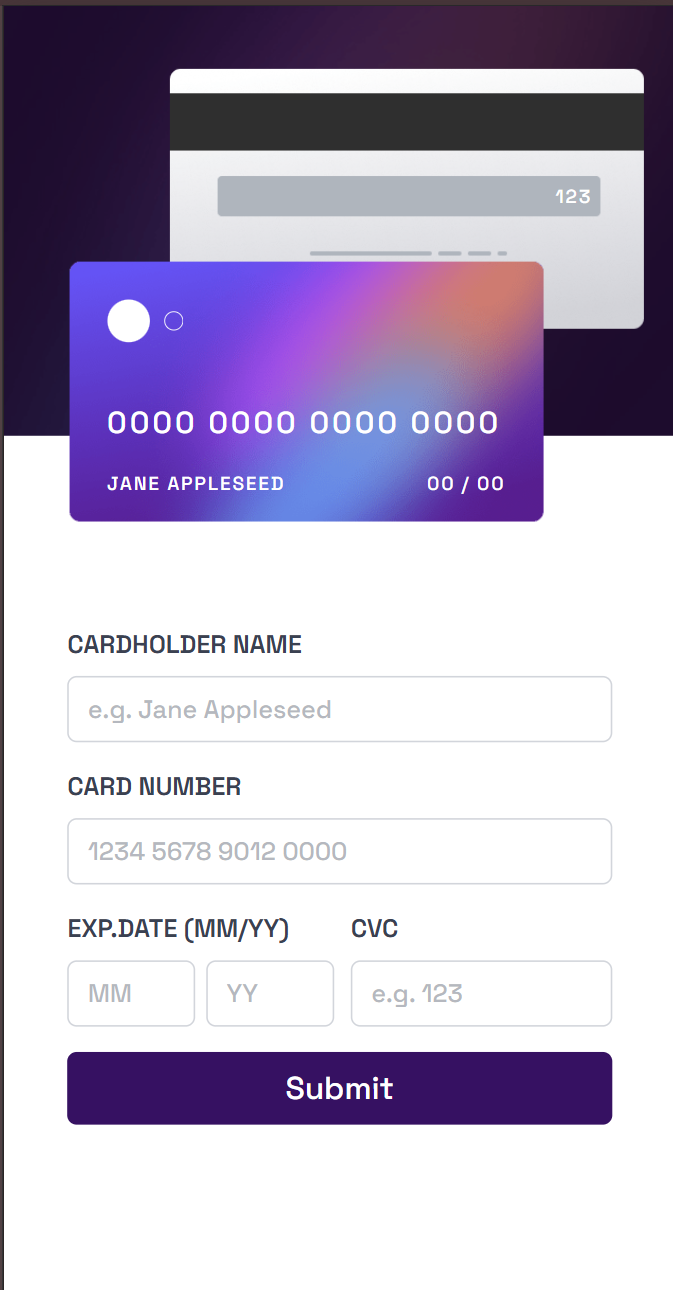 123
0000 0000 0000 0000
JANE APPLESEED 00 / 00
CARDHOLDER NAME
e.g. Jane Appleseed
CARD NUMBER
1234 5678 9012 0000
EXP.DATE (MM/YY) CVC
MM YY e.g. 123
Submit